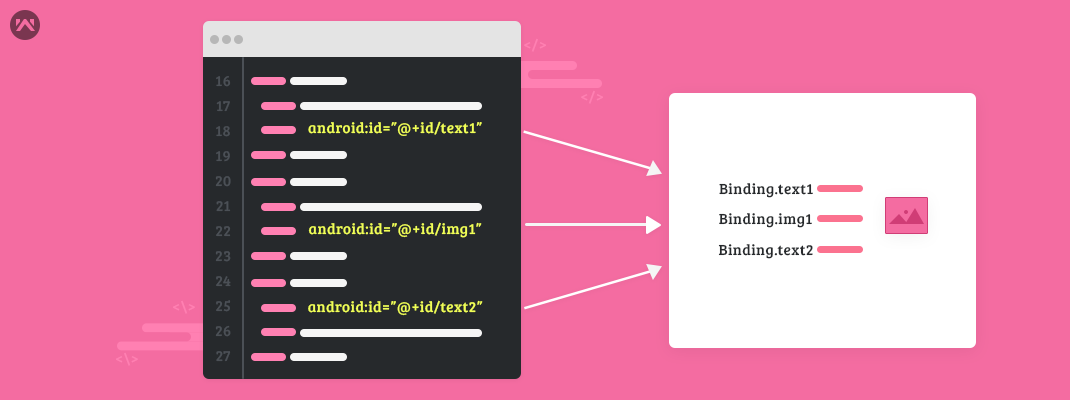 </>
</>
16
17
18 android:id=”@+id/text1”
19
20
21
22 android:id=”@+id/img1”
23
24
25 android:id=”@+id/text2”
26
27
<\>
<\>
Binding.text1
Binding.img1
Binding.text2